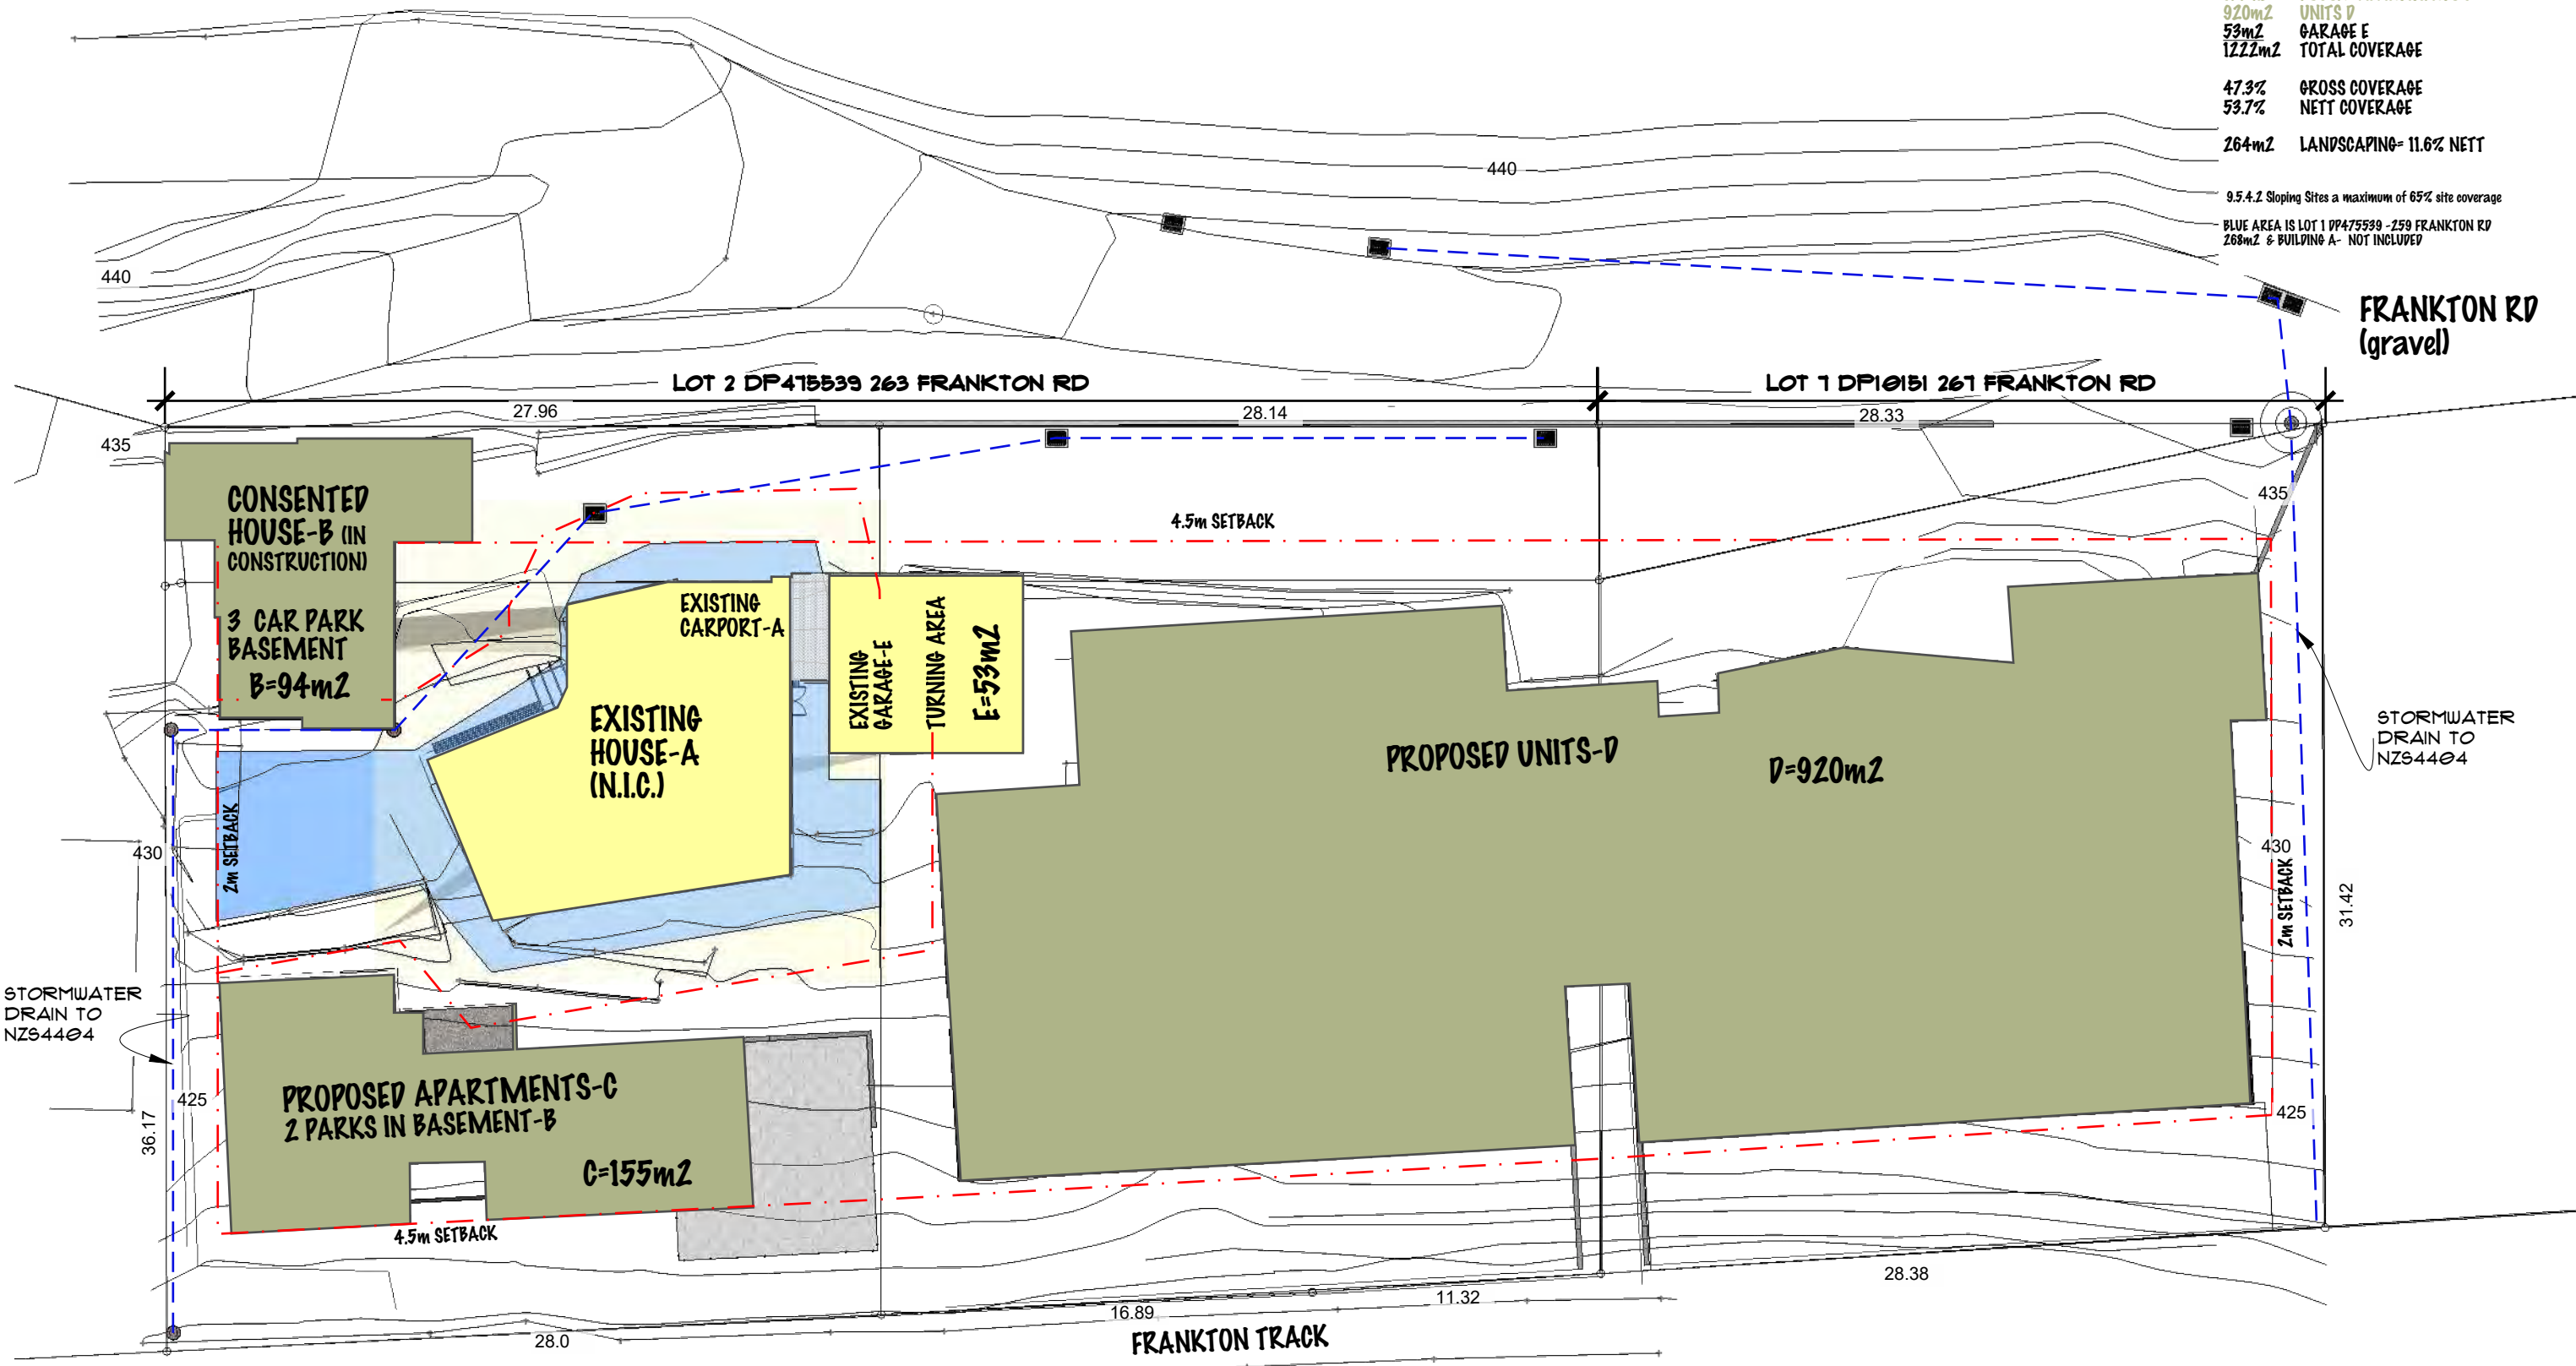 920m2 UNITS D
53m2 GARAGE E
1222m2 TOTAL COVERAGE
47.3% GROSS COVERAGE
53.7% NETT COVERAGE
264m2 LANDSCAPING= 11.6% NETT
9.5.4.2 Sloping Sites a maximum of 65% site coverage
BLUE AREA IS LOT 1 DP475539 -259 FRANKTON RD
268m2 & BUILDING A- NOT INCLUDED
440
440
FRANKTON RD
(gravel)
LOT 2 DP475539 263 FRANKTON RD
LOT 7 DP10151 267 FRANKTON RD
27.96
28.14
28.33
435
435
CONSENTED
HOUSE-B (IN
CONSTRUCTION)
3 CAR PARK
BASEMENT
B=94m2
4.5m SETBACK
EXISTING
CARPORT-A
EXISTING
GARAGE-E
TURNING AREA
E=53m2
EXISTING
HOUSE-A
(N.I.C.)
PROPOSED UNITS-D
D=920m2
STORMWATER
DRAIN TO
NZS4404
430
2m SETBACK
430
2m SETBACK
31.42
STORMWATER
DRAIN TO
NZS4404
425
36.17
PROPOSED APARTMENTS-C
2 PARKS IN BASEMENT-B
C=155m2
425
4.5m SETBACK
28.38
11.32
16.89
28.0
FRANKTON TRACK